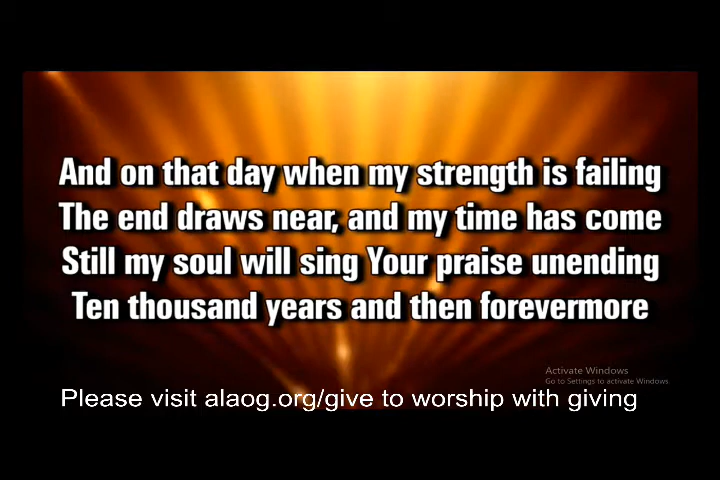 And on that day when my strength is failing
The end draws near, and my time has come
Still my soul will sing Your praise unending
Ten thousand years and then forevermore
Activate Windows
Go to Settings to activate Windows
Please visit alaog.org/give to worship with giving